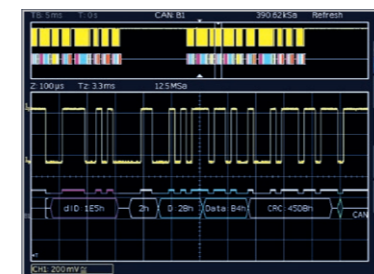 TB: 5ms T: 0s CAN: B1 390.62kSa Refresh
Z: 100μs Tz: 3.3ms 12.5MSa
dID: 1E5h 2h D: 28h Data: B4h CRC: 450Bh
CAN
CH1: 200mV